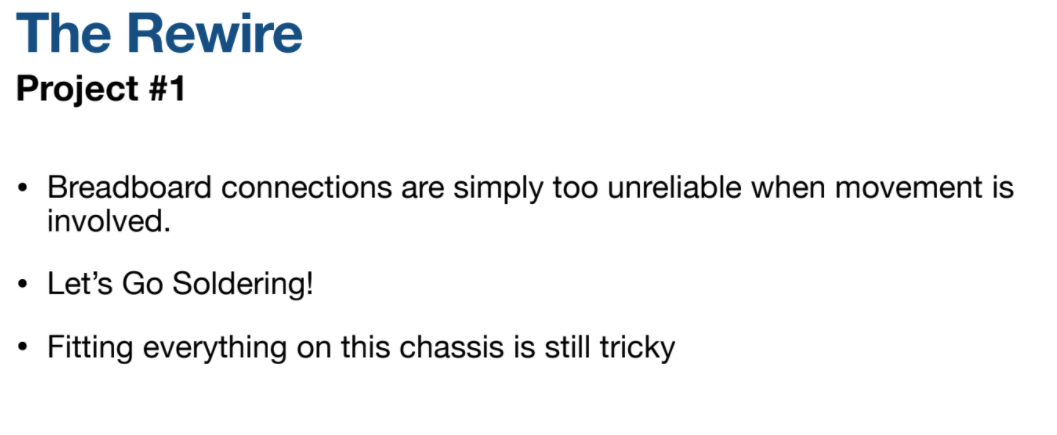 The Rewire
Project #1
• Breadboard connections are simply too unreliable when movement is
involved.
• Let’s Go Soldering!
• Fitting everything on this chassis is still tricky